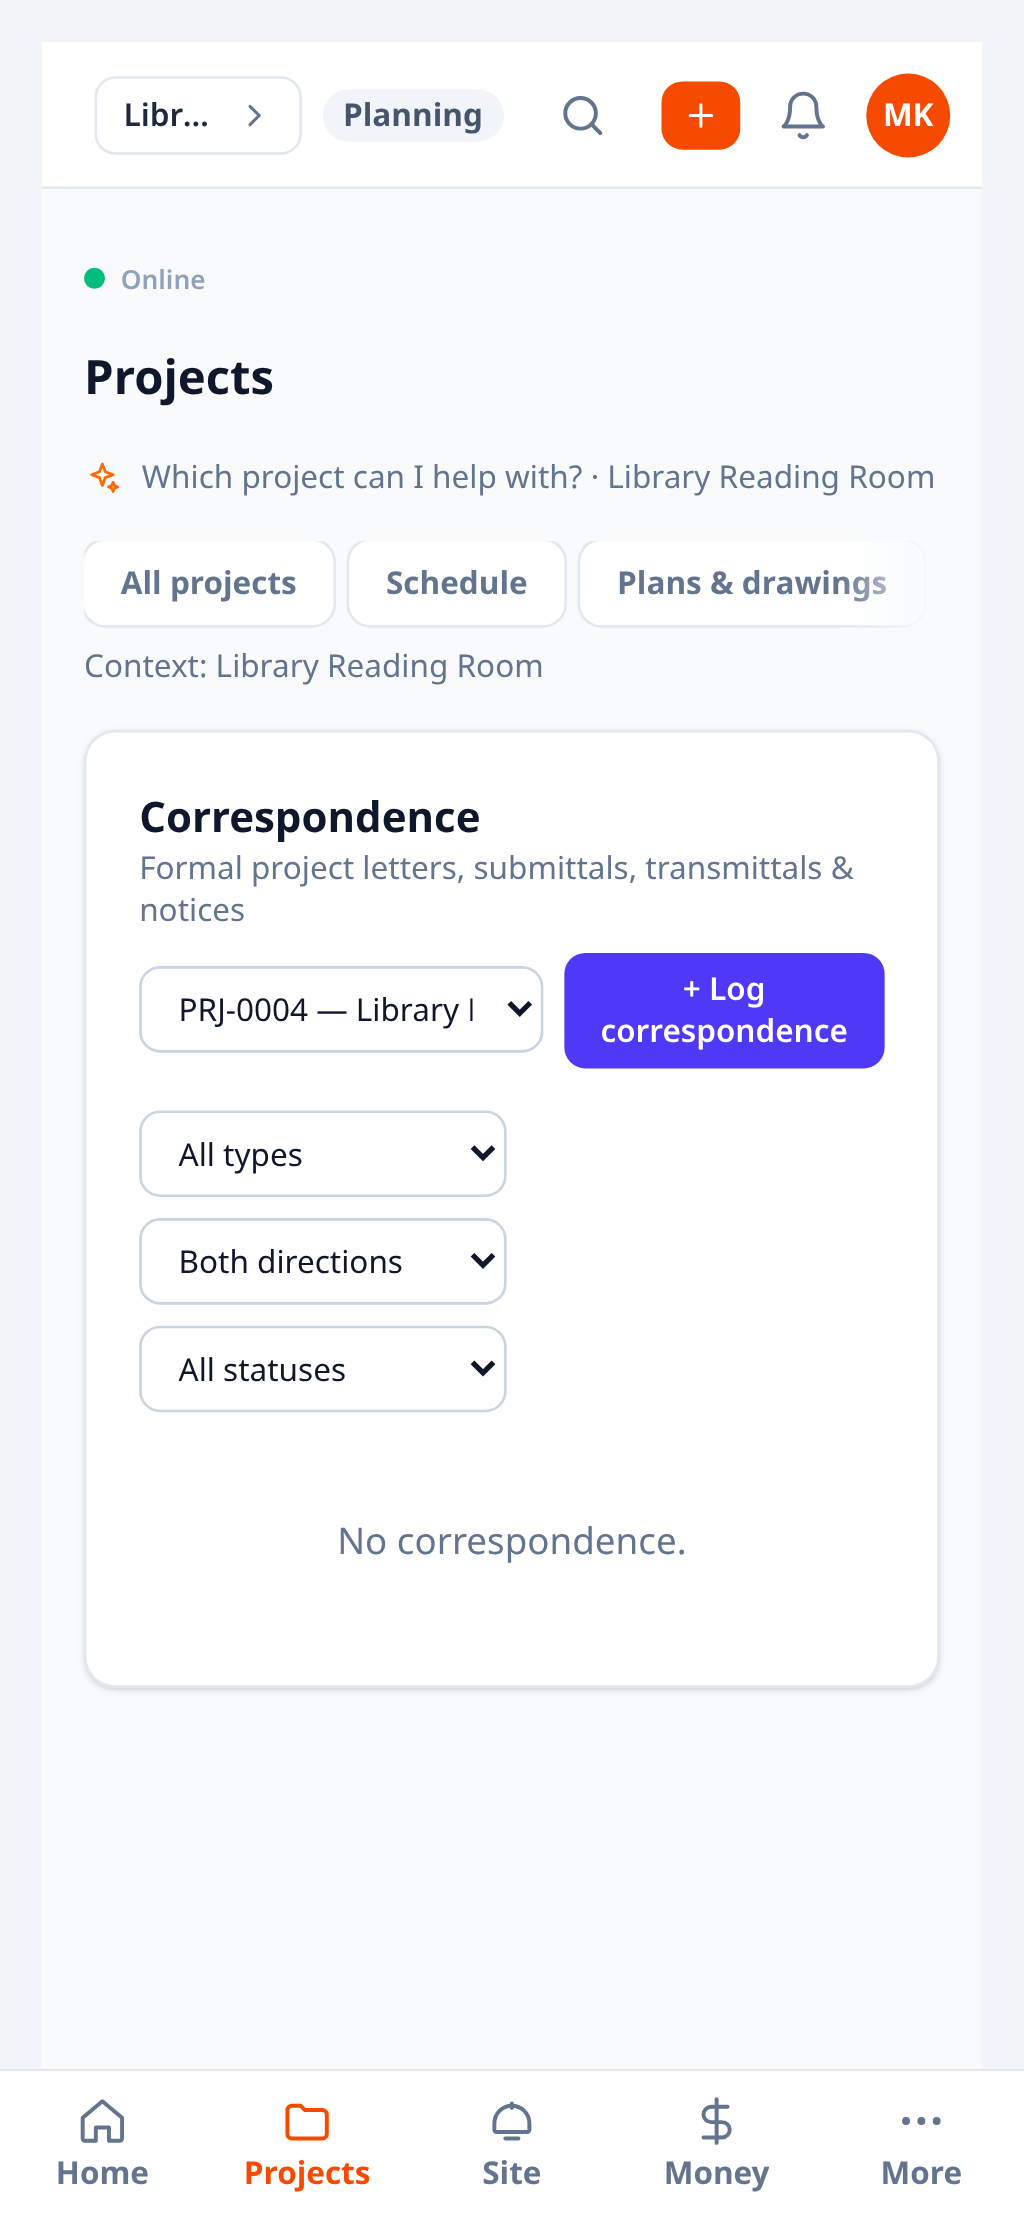 Libr...
Planning
MK
Online
Projects
Which project can I help with? · Library Reading Room
All projects
Schedule
Plans & drawings
Context: Library Reading Room
Correspondence
Formal project letters, submittals, transmittals &
notices
PRJ-0004 — Library
+ Log
correspondence
All types
Both directions
All statuses
No correspondence.
Home
Projects
Site
Money
More